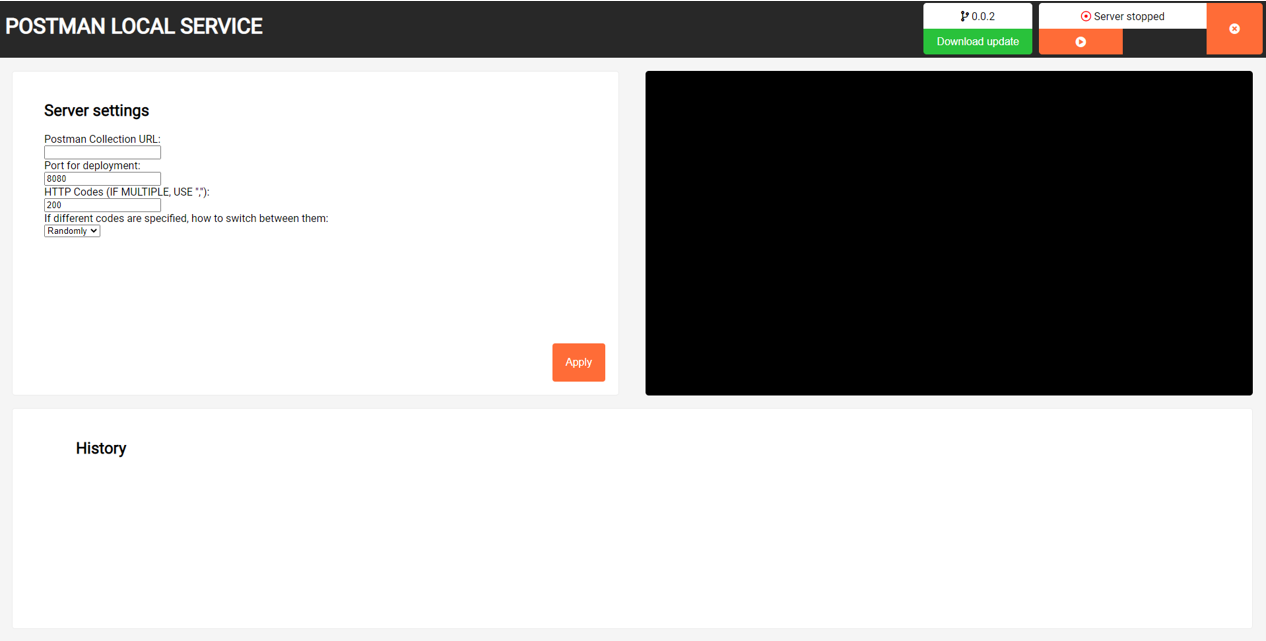 POSTMAN LOCAL SERVICE
0.0.2
Download update
Server stopped
Server settings
Postman Collection URL:
Port for deployment:
8080
HTTP Codes (IF MULTIPLE, USE ","):
200
If different codes are specified, how to switch between them:
Randomly
Apply
History